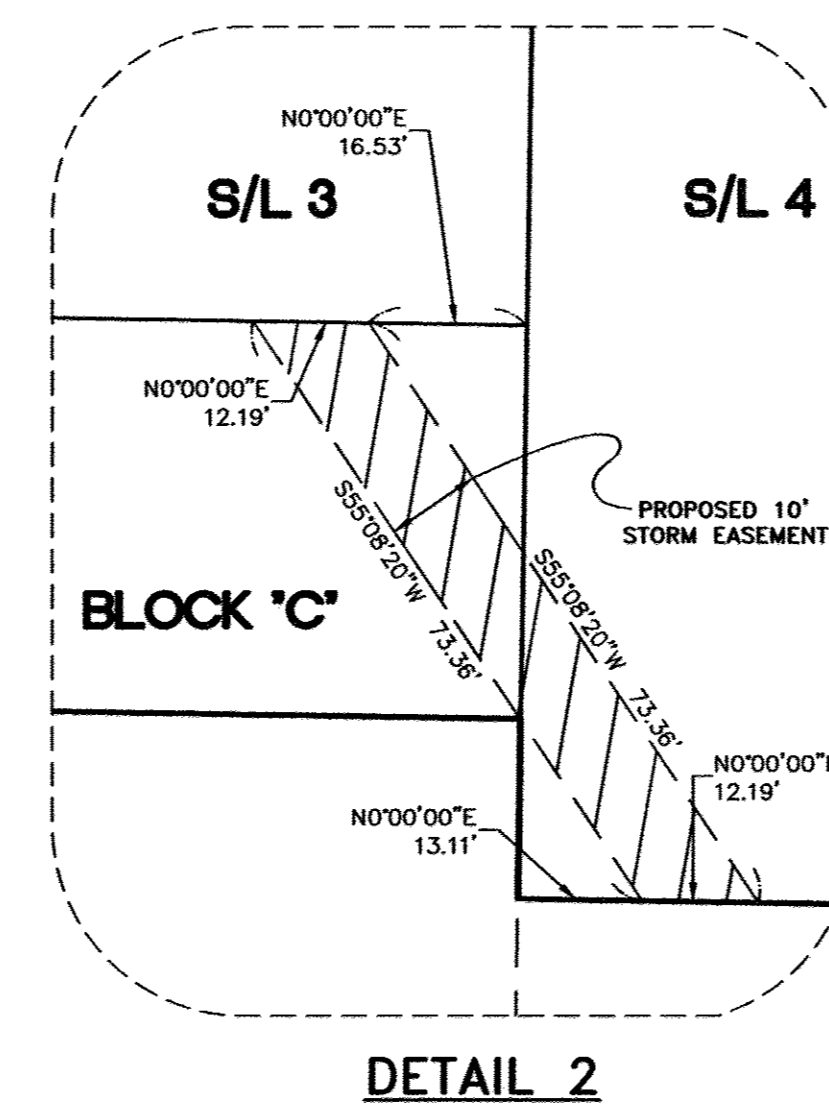 N0°00'00"E
16.53'
S/L 3
S/L 4
N0°00'00"E
12.19'
PROPOSED 10'
STORM EASEMENT
S55°08'20"W 73.36'
S55°08'20"W 73.36'
BLOCK "C"
N0°00'00"E
12.19'
N0°00'00"E
13.11'
DETAIL 2